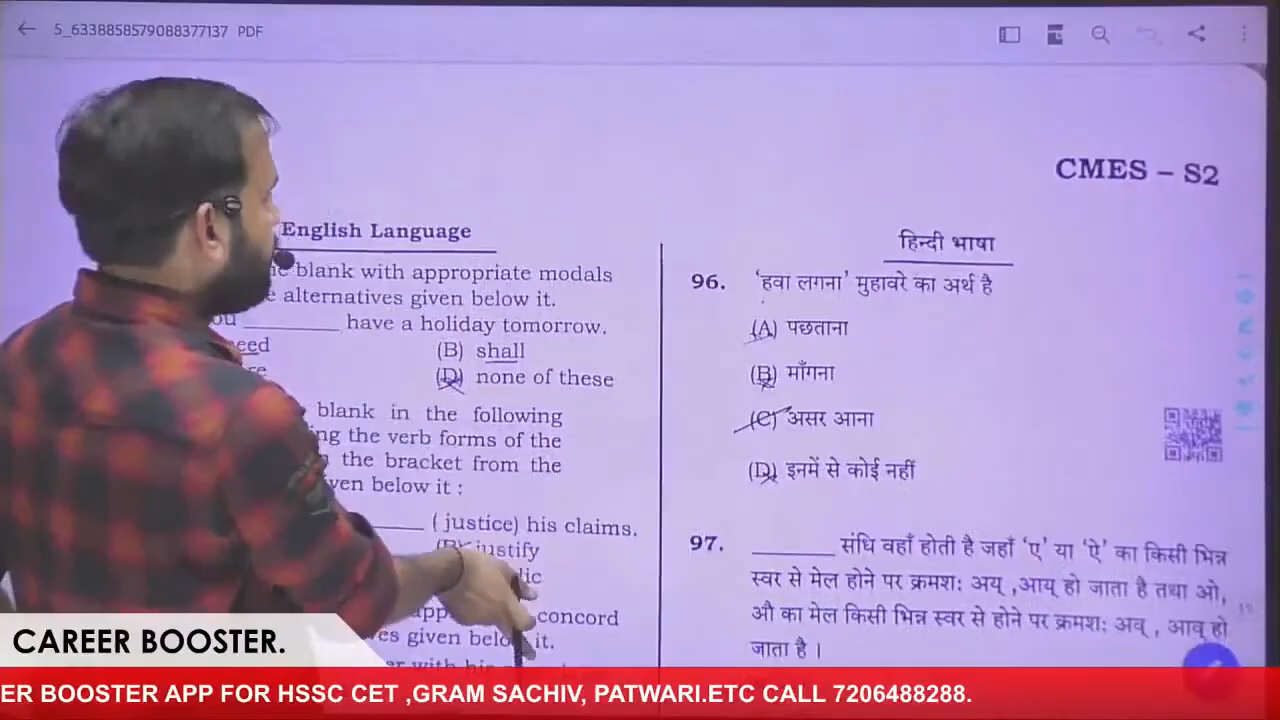 5_6338858579088377137 PDF
CMES – S2
English Language
blank with appropriate modals
alternatives given below it.
_______ have a holiday tomorrow.
(B) shall
(D) none of these
blank in the following
the verb forms of the
the bracket from the
below it :
_______ ( justice) his claims.
(B) justify
concord
given below it.
with his
हिन्दी भाषा
96. ‘हवा लगना’ मुहावरे का अर्थ है
(A) पछताना
(B) माँगना
(C) असर आना
(D) इनमें से कोई नहीं
97. _______ संधि वहाँ होती है जहाँ ‘ए’ या ‘ऐ’ का किसी भिन्न
स्वर से मेल होने पर क्रमशः अय् ,आय् हो जाता है तथा ओ,
औ का मेल किसी भिन्न स्वर से होने पर क्रमशः अव् , आव् हो
जाता है ।
CAREER BOOSTER.
ER BOOSTER APP FOR HSSC CET ,GRAM SACHIV, PATWARI.ETC CALL 7206488288.